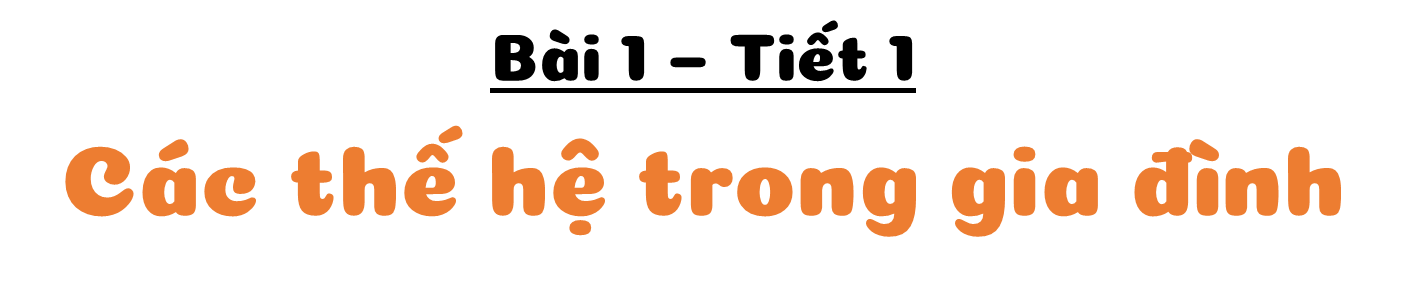 Bài 1 – Tiết 1
Các thế hệ trong gia đình